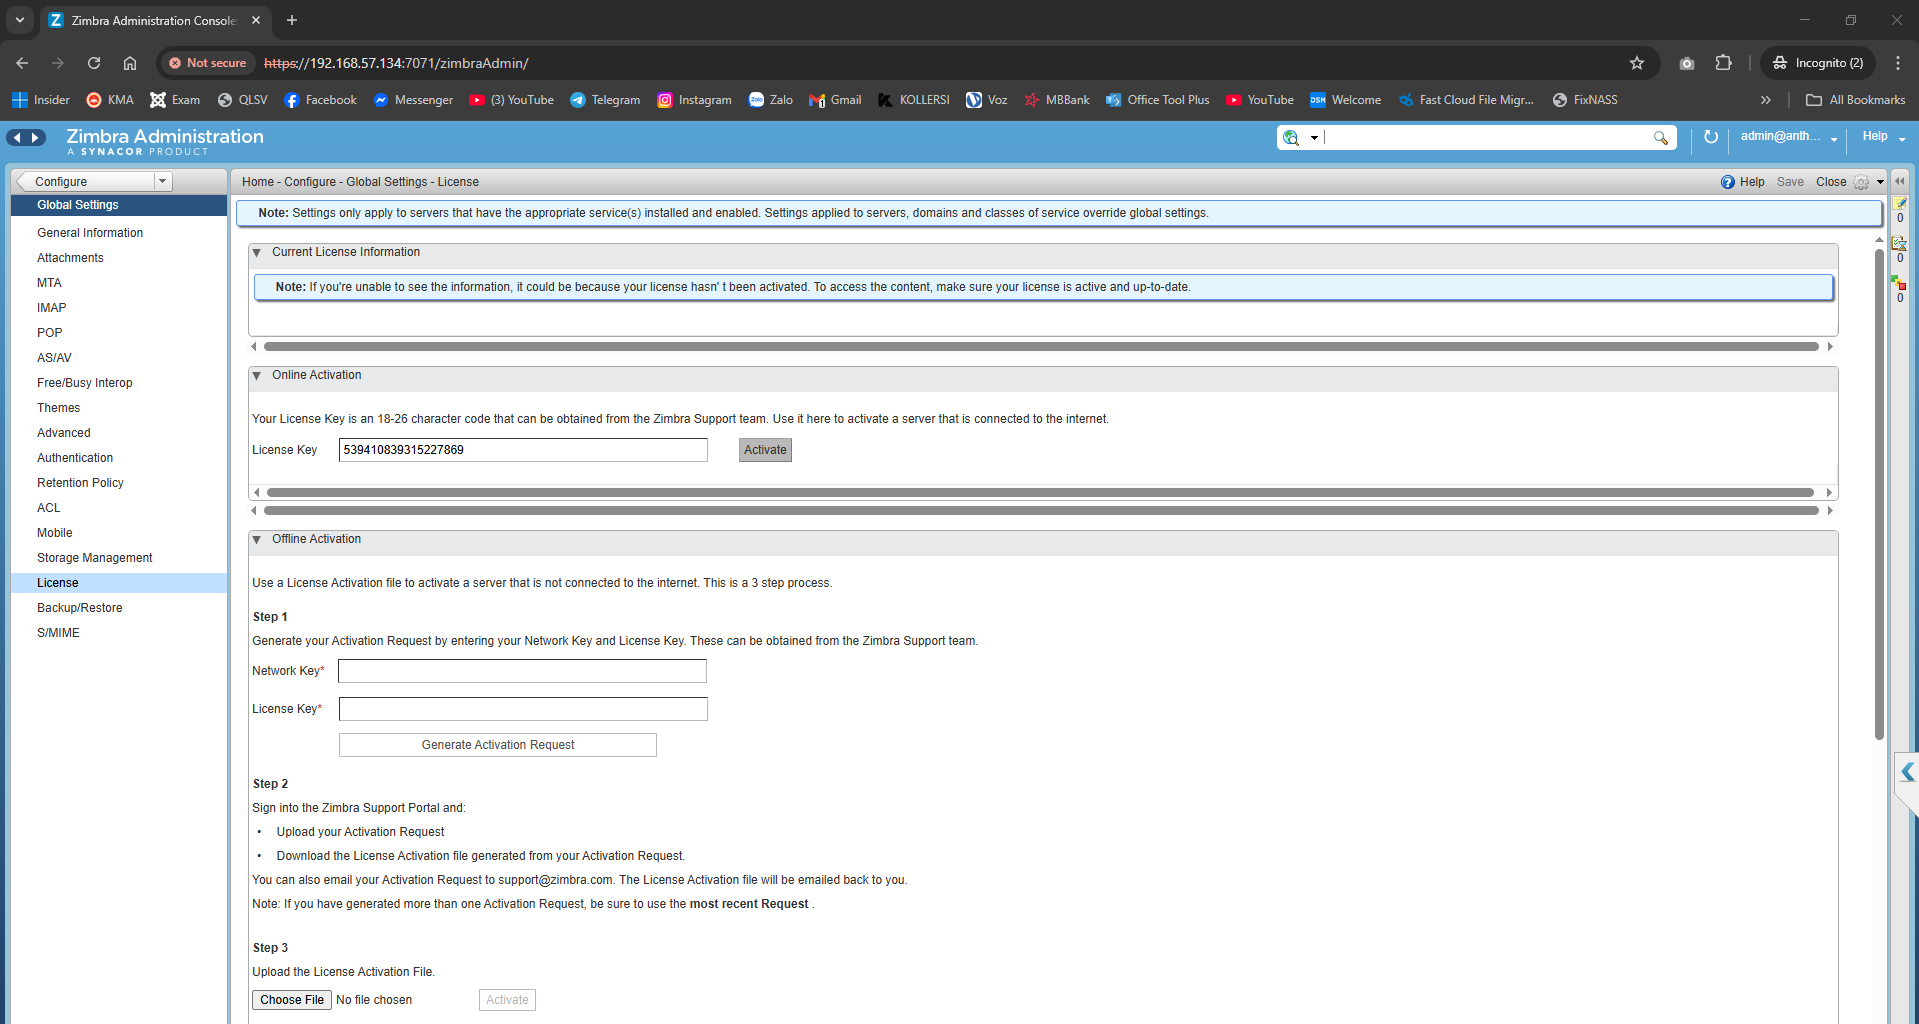 Zimbra Administration Console
Not secure https://192.168.57.134:7071/zimbraAdmin/ Incognito (2)
Insider KMA Exam QLSV Facebook Messenger (3) YouTube Telegram Instagram Zalo Gmail KOLLERSI Voz MBBank Office Tool Plus YouTube Welcome Fast Cloud File Migr... FixNASS » All Bookmarks
Zimbra Administration
A SYNACOR PRODUCT
admin@anth... Help
Configure
Home - Configure - Global Settings - License
Help Save Close
Global Settings
General Information
Attachments
MTA
IMAP
POP
AS/AV
Free/Busy Interop
Themes
Advanced
Authentication
Retention Policy
ACL
Mobile
Storage Management
License
Backup/Restore
S/MIME
Note: Settings only apply to servers that have the appropriate service(s) installed and enabled. Settings applied to servers, domains and classes of service override global settings.
Current License Information
Note: If you're unable to see the information, it could be because your license hasn' t been activated. To access the content, make sure your license is active and up-to-date.
Online Activation
Your License Key is an 18-26 character code that can be obtained from the Zimbra Support team. Use it here to activate a server that is connected to the internet.
License Key 539410839315227869 Activate
Offline Activation
Use a License Activation file to activate a server that is not connected to the internet. This is a 3 step process.
Step 1
Generate your Activation Request by entering your Network Key and License Key. These can be obtained from the Zimbra Support team.
Network Key*
License Key*
Generate Activation Request
Step 2
Sign into the Zimbra Support Portal and:
• Upload your Activation Request
• Download the License Activation file generated from your Activation Request.
You can also email your Activation Request to support@zimbra.com. The License Activation file will be emailed back to you.
Note: If you have generated more than one Activation Request, be sure to use the most recent Request .
Step 3
Upload the License Activation File.
Choose File No file chosen Activate
0
0
0